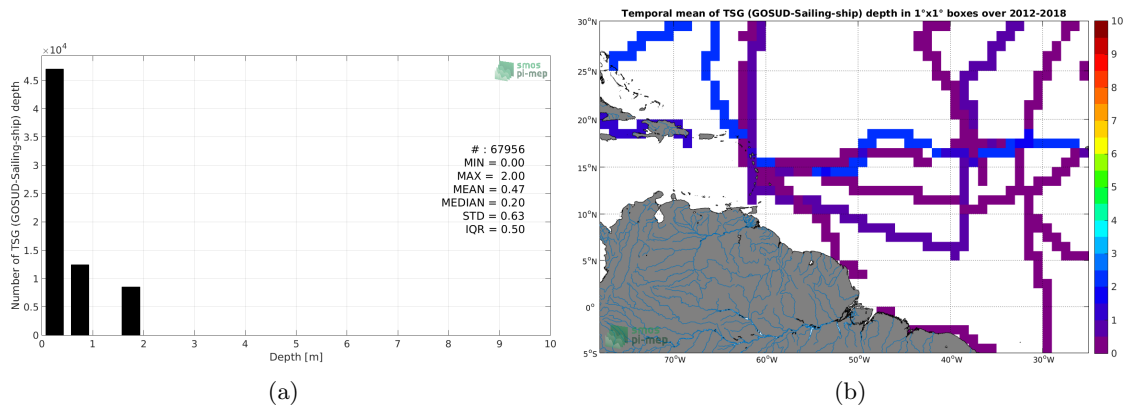 ×10⁴
4.5
4
3.5
3
2.5
2
1.5
1
0.5
0
Number of TSG (GOSUD-Sailing-ship) depth
smos
pi-mep
# : 67956
MIN = 0.00
MAX = 2.00
MEAN = 0.47
MEDIAN = 0.20
STD = 0.63
IQR = 0.50
0 1 2 3 4 5 6 7 8 9 10
Depth [m]
(a)
Temporal mean of TSG (GOSUD-Sailing-ship) depth in 1°x1° boxes over 2012-2018
30°N
25°N
20°N
15°N
10°N
5°N
0°
5°S
70°W 60°W 50°W 40°W 30°W
smos
pi-mep
10
9
8
7
6
5
4
3
2
1
0
(b)